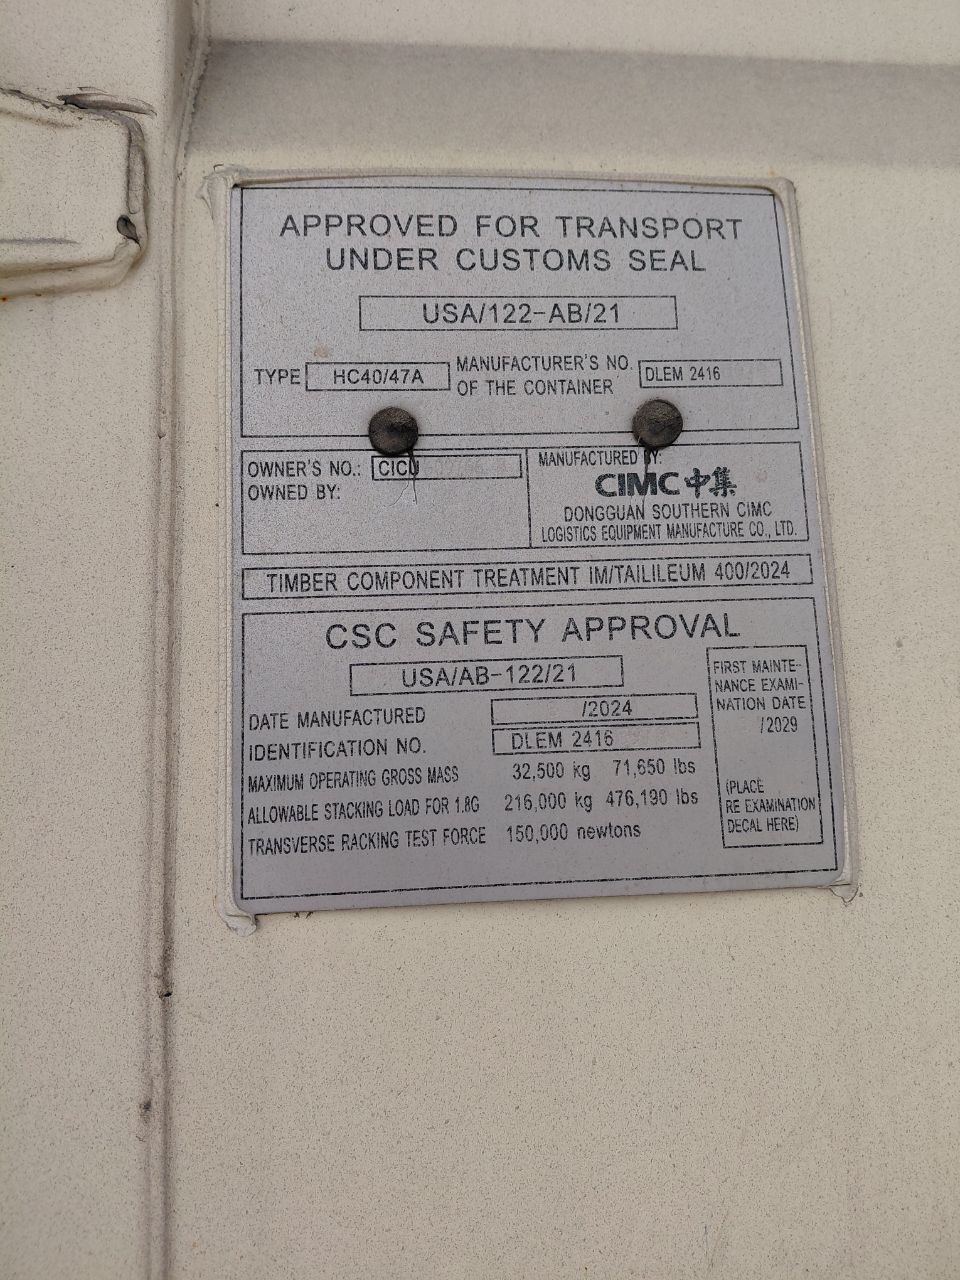 APPROVED FOR TRANSPORT
UNDER CUSTOMS SEAL
USA/122-AB/21
TYPE HC40/47A
MANUFACTURER'S NO.
OF THE CONTAINER
DLEM 2416
OWNER'S NO.: CICU
OWNED BY:
MANUFACTURED BY:
CIMC 中集
DONGGUAN SOUTHERN CIMC
LOGISTICS EQUIPMENT MANUFACTURE CO., LTD.
TIMBER COMPONENT TREATMENT IM/TAILILEUM 400/2024
CSC SAFETY APPROVAL
USA/AB-122/21
DATE MANUFACTURED /2024
IDENTIFICATION NO. DLEM 2416
MAXIMUM OPERATING GROSS MASS 32,500 kg 71,650 lbs
ALLOWABLE STACKING LOAD FOR 1.8G 216,000 kg 476,190 lbs
TRANSVERSE RACKING TEST FORCE 150,000 newtons
FIRST MAINTE-
NANCE EXAMI-
NATION DATE
/2029
(PLACE
RE EXAMINATION
DECAL HERE)